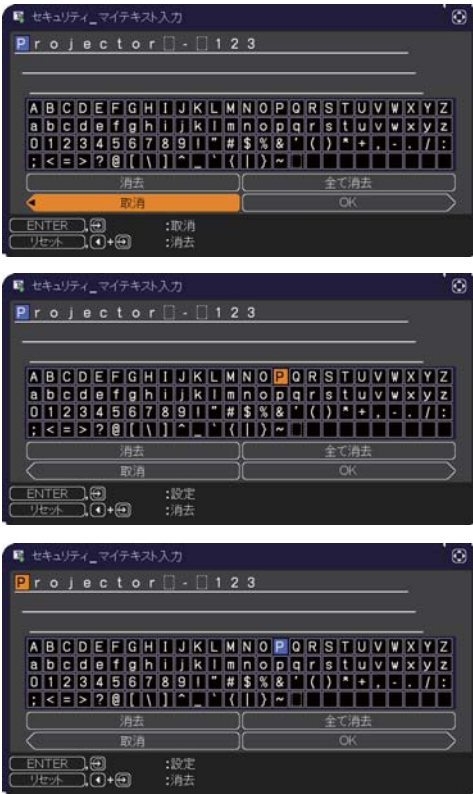 セキュリティ_マイテキスト入力
Projector - 123
ABCDEFGHIJKLMNOPQRSTUVWXYZ
abcdefghijklmnopqrstuvwxyz
0123456789!"#$%&'()*+,-./:
;<=>?@[\]^_`{|}~
消去 全て消去
取消 OK
ENTER , :取消
リセット , + :消去
セキュリティ_マイテキスト入力
Projector - 123
ABCDEFGHIJKLMNOPQRSTUVWXYZ
abcdefghijklmnopqrstuvwxyz
0123456789!"#$%&'()*+,-./:
;<=>?@[\]^_`{|}~
消去 全て消去
取消 OK
ENTER , :設定
リセット , + :消去
セキュリティ_マイテキスト入力
Projector - 123
ABCDEFGHIJKLMNOPQRSTUVWXYZ
abcdefghijklmnopqrstuvwxyz
0123456789!"#$%&'()*+,-./:
;<=>?@[\]^_`{|}~
消去 全て消去
取消 OK
ENTER , :設定
リセット , + :消去